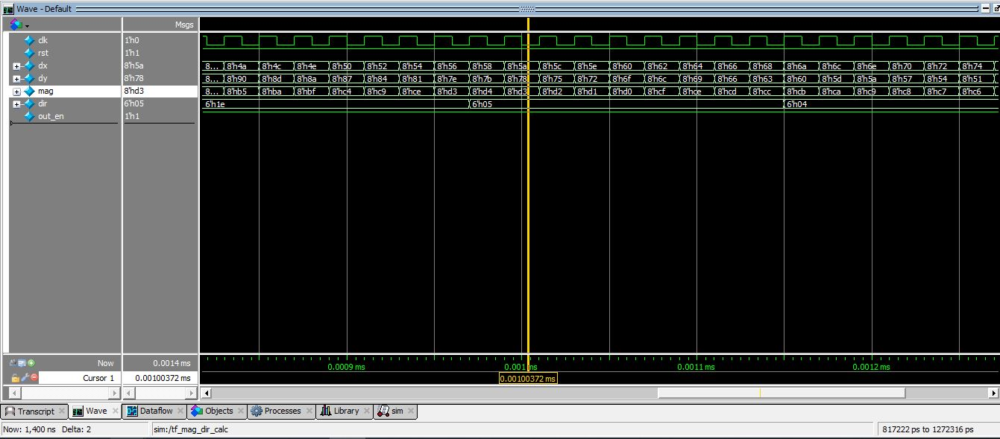 Wave - Default
Msgs
clk 1'h0
rst 1'h1
dx 8'h5a 8... 8'h4a 8'h4c 8'h4e 8'h50 8'h52 8'h54 8'h56 8'h58 8'h5a 8'h5c 8'h5e 8'h60 8'h62 8'h64 8'h66 8'h68 8'h6a 8'h6c 8'h6e 8'h70 8'h72 8'h74
dy 8'h78 8... 8'h90 8'h8d 8'h8a 8'h87 8'h84 8'h81 8'h7e 8'h7b 8'h78 8'h75 8'h72 8'h6f 8'h6c 8'h69 8'h66 8'h63 8'h60 8'h5d 8'h5a 8'h57 8'h54 8'h51
mag 8'hd3 8... 8'hb5 8'hba 8'hbf 8'hc4 8'hc9 8'hce 8'hd3 8'hd4 8'hd3 8'hd2 8'hd1 8'hd0 8'hcf 8'hce 8'hcd 8'hcc 8'hcb 8'hca 8'hc9 8'hc8 8'hc7 8'hc6
dir 6'h05 6'h1e 6'h05 6'h04
out_en 1'h1
Now 0.0014 ms 0.0009 ms 0.001 ms 0.0011 ms 0.0012 ms
Cursor 1 0.00100372 ms 0.00100372 ms
Transcript Wave Dataflow Objects Processes Library sim
Now: 1,400 ns Delta: 2 sim:/tf_mag_dir_calc 817222 ps to 1272316 ps